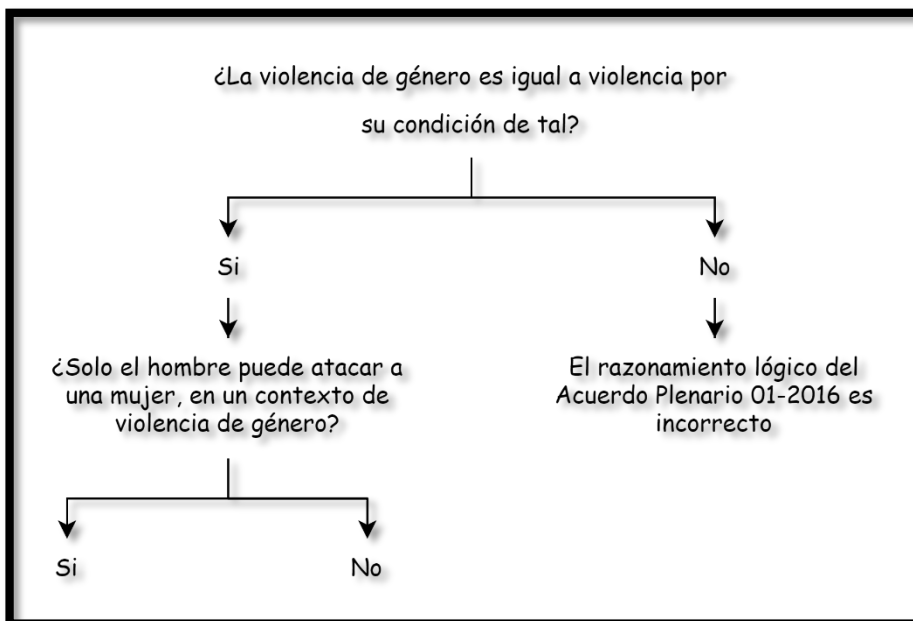 ¿La violencia de género es igual a violencia por
su condición de tal?
Si
No
¿Solo el hombre puede atacar a
una mujer, en un contexto de
violencia de género?
El razonamiento lógico del
Acuerdo Plenario 01-2016 es
incorrecto
Si
No